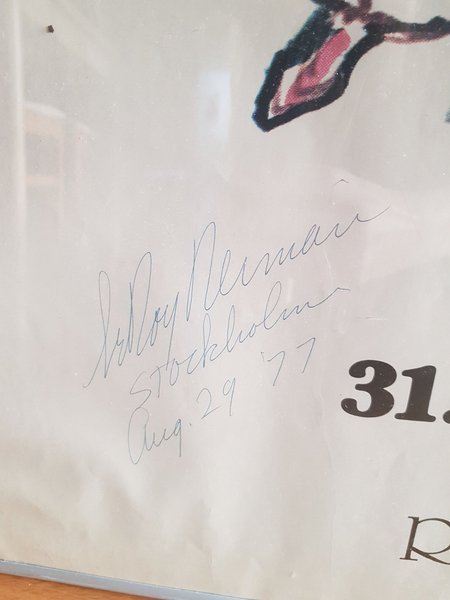 LeRoy Neiman
Stockholm
Aug. 29 '77
31.
R